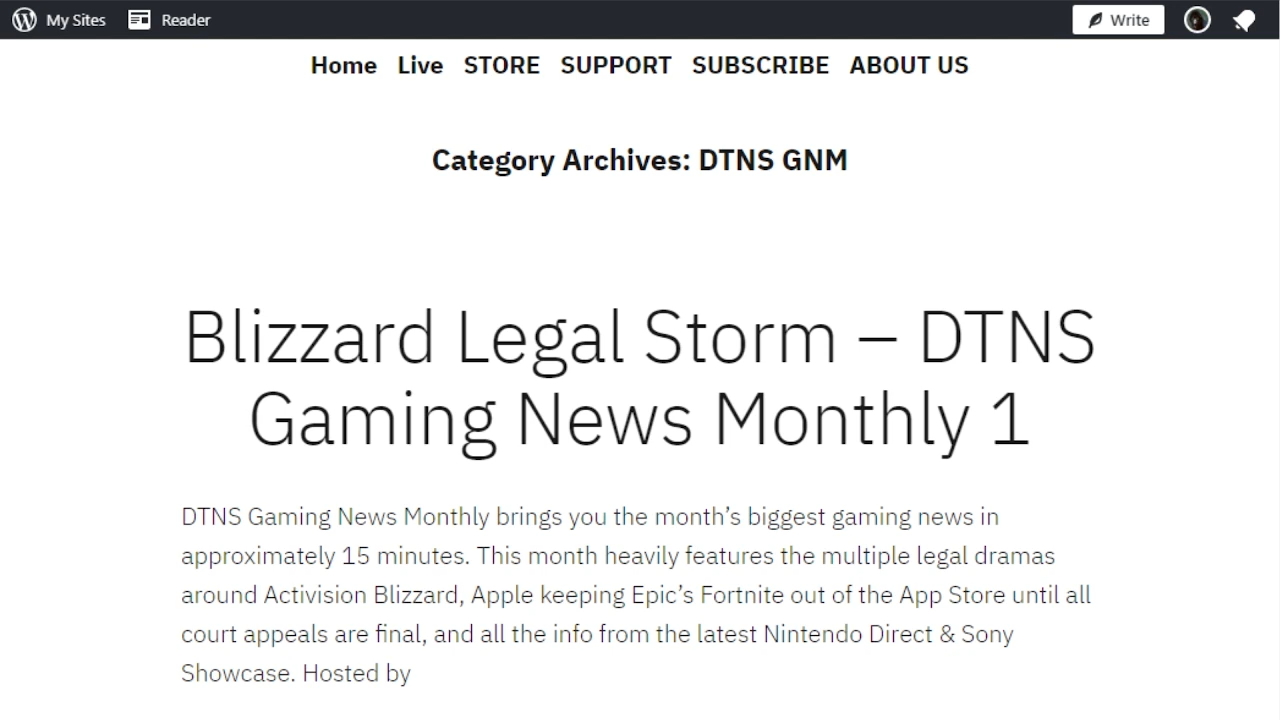 My Sites Reader Write
Home Live STORE SUPPORT SUBSCRIBE ABOUT US
Category Archives: DTNS GNM
Blizzard Legal Storm – DTNS
Gaming News Monthly 1
DTNS Gaming News Monthly brings you the month’s biggest gaming news in
approximately 15 minutes. This month heavily features the multiple legal dramas
around Activision Blizzard, Apple keeping Epic’s Fortnite out of the App Store until all
court appeals are final, and all the info from the latest Nintendo Direct & Sony
Showcase. Hosted by